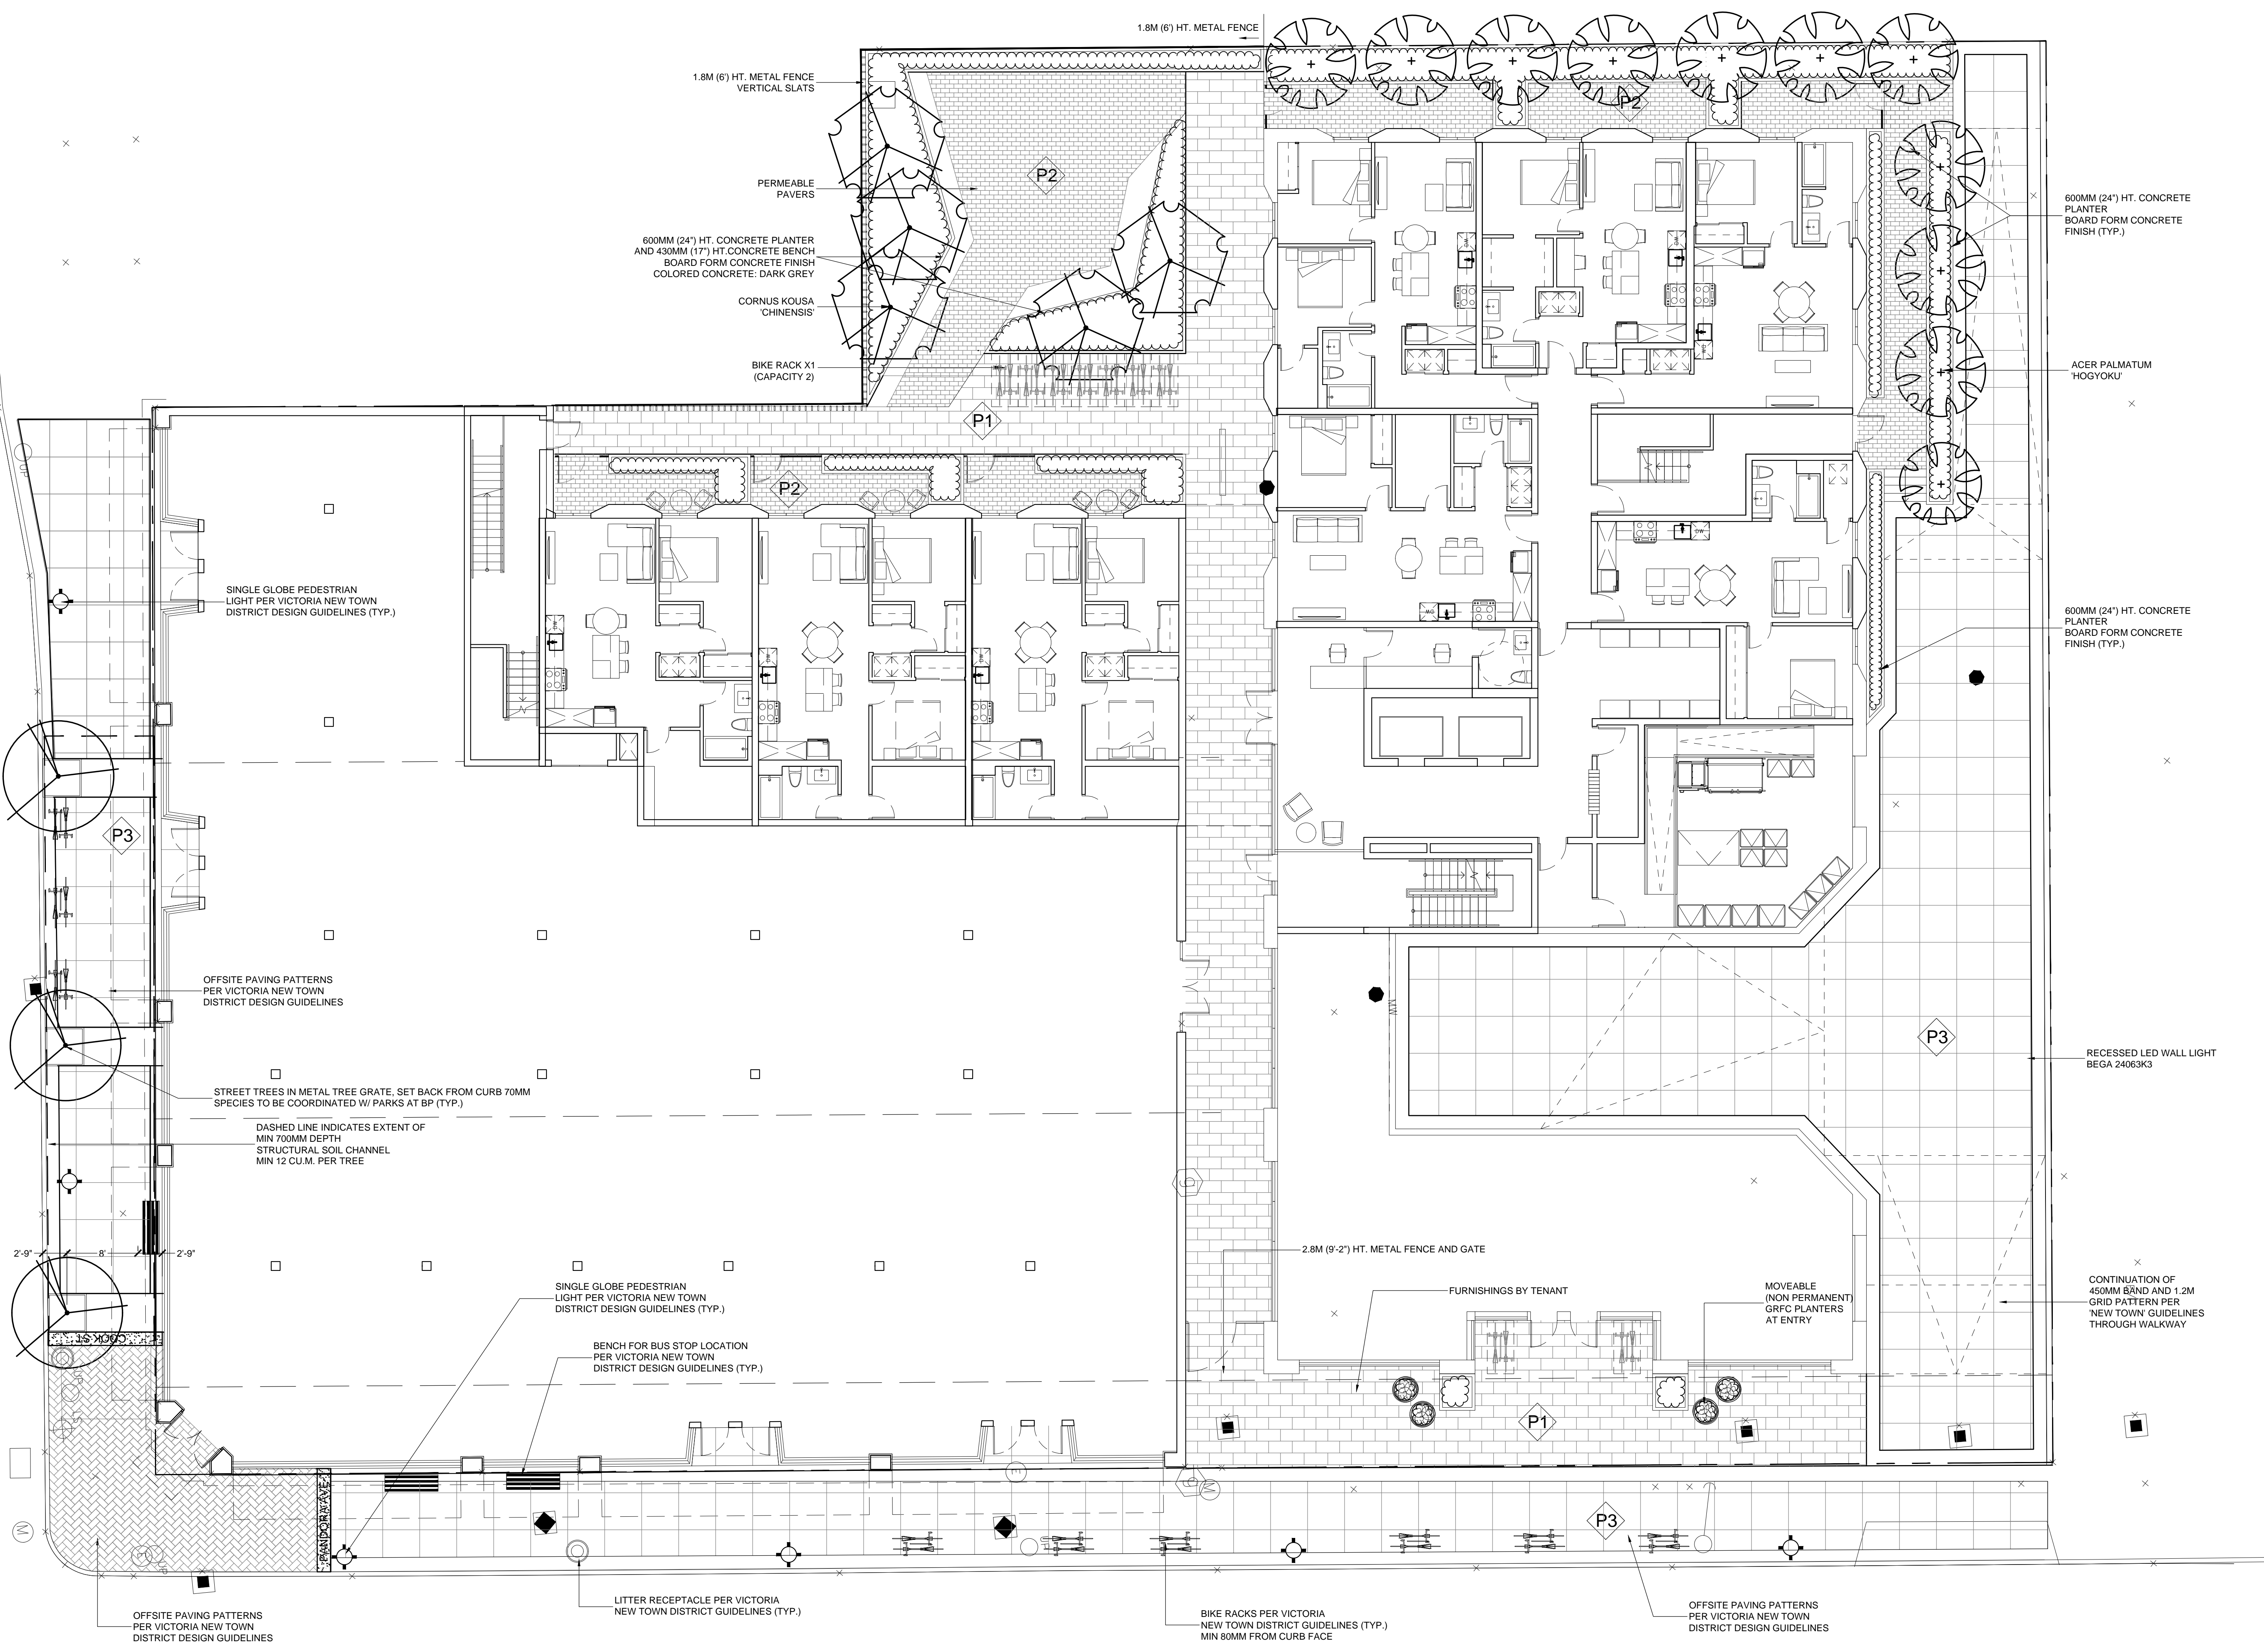 1.8M (6') HT. METAL FENCE
1.8M (6') HT. METAL FENCE
VERTICAL SLATS
P2
P2
PERMEABLE
PAVERS
600MM (24") HT. CONCRETE PLANTER
AND 430MM (17") HT.CONCRETE BENCH
BOARD FORM CONCRETE FINISH
COLORED CONCRETE: DARK GREY
CORNUS KOUSA
'CHINENSIS'
BIKE RACK X1
(CAPACITY 2)
600MM (24") HT. CONCRETE
PLANTER
BOARD FORM CONCRETE
FINISH (TYP.)
ACER PALMATUM
'HOGYOKU'
P1
P2
DW
DW
DW
DW
DW
DW
DW
DW
SINGLE GLOBE PEDESTRIAN
LIGHT PER VICTORIA NEW TOWN
DISTRICT DESIGN GUIDELINES (TYP.)
600MM (24") HT. CONCRETE
PLANTER
BOARD FORM CONCRETE
FINISH (TYP.)
P3
OFFSITE PAVING PATTERNS
PER VICTORIA NEW TOWN
DISTRICT DESIGN GUIDELINES
MW
P3
RECESSED LED WALL LIGHT
BEGA 24063K3
STREET TREES IN METAL TREE GRATE, SET BACK FROM CURB 70MM
SPECIES TO BE COORDINATED W/ PARKS AT BP (TYP.)
DASHED LINE INDICATES EXTENT OF
MIN 700MM DEPTH
STRUCTURAL SOIL CHANNEL
MIN 12 CU.M. PER TREE
2'-9"
8'
2'-9"
2.8M (9'-2") HT. METAL FENCE AND GATE
FURNISHINGS BY TENANT
MOVEABLE
(NON PERMANENT)
GRFC PLANTERS
AT ENTRY
CONTINUATION OF
450MM BAND AND 1.2M
GRID PATTERN PER
'NEW TOWN' GUIDELINES
THROUGH WALKWAY
SINGLE GLOBE PEDESTRIAN
LIGHT PER VICTORIA NEW TOWN
DISTRICT DESIGN GUIDELINES (TYP.)
BENCH FOR BUS STOP LOCATION
PER VICTORIA NEW TOWN
DISTRICT DESIGN GUIDELINES (TYP.)
COOK ST
P1
PANDORA AVE
M
M
P3
LITTER RECEPTACLE PER VICTORIA
NEW TOWN DISTRICT GUIDELINES (TYP.)
BIKE RACKS PER VICTORIA
NEW TOWN DISTRICT GUIDELINES (TYP.)
MIN 80MM FROM CURB FACE
OFFSITE PAVING PATTERNS
PER VICTORIA NEW TOWN
DISTRICT DESIGN GUIDELINES
OFFSITE PAVING PATTERNS
PER VICTORIA NEW TOWN
DISTRICT DESIGN GUIDELINES